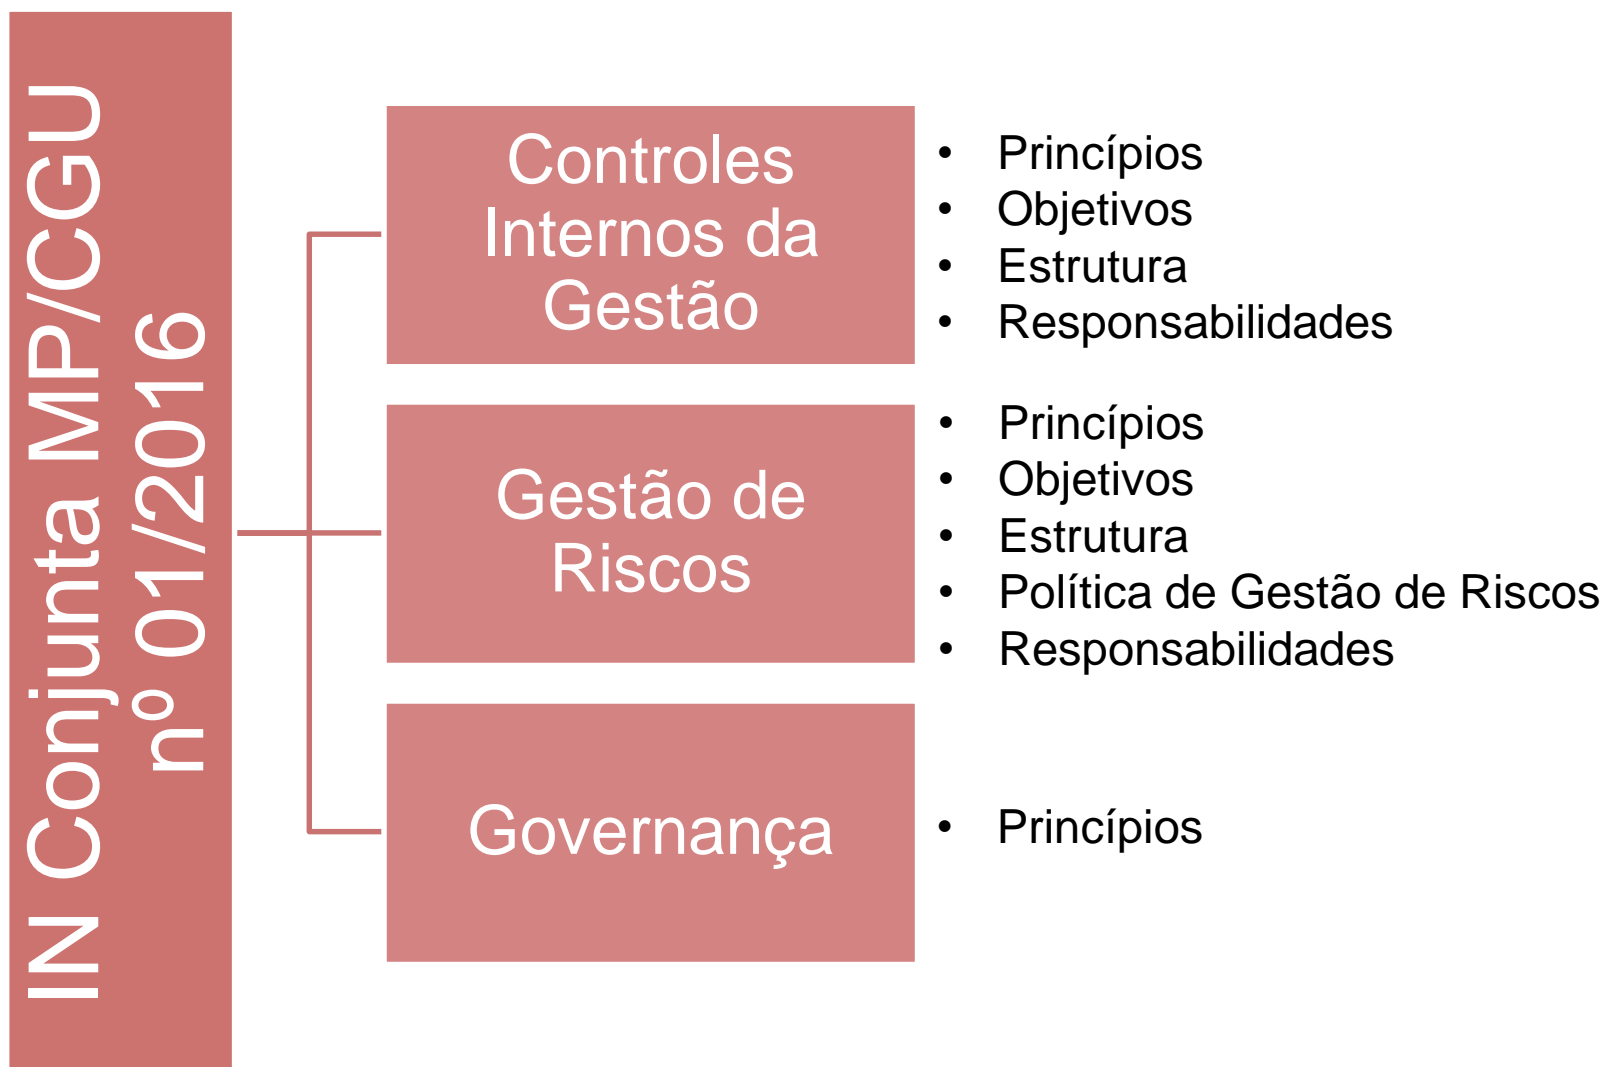 IN Conjunta MP/CGU
nº 01/2016
Controles
Internos da
Gestão
• Princípios
• Objetivos
• Estrutura
• Responsabilidades
Gestão de
Riscos
• Princípios
• Objetivos
• Estrutura
• Política de Gestão de Riscos
• Responsabilidades
Governança
• Princípios